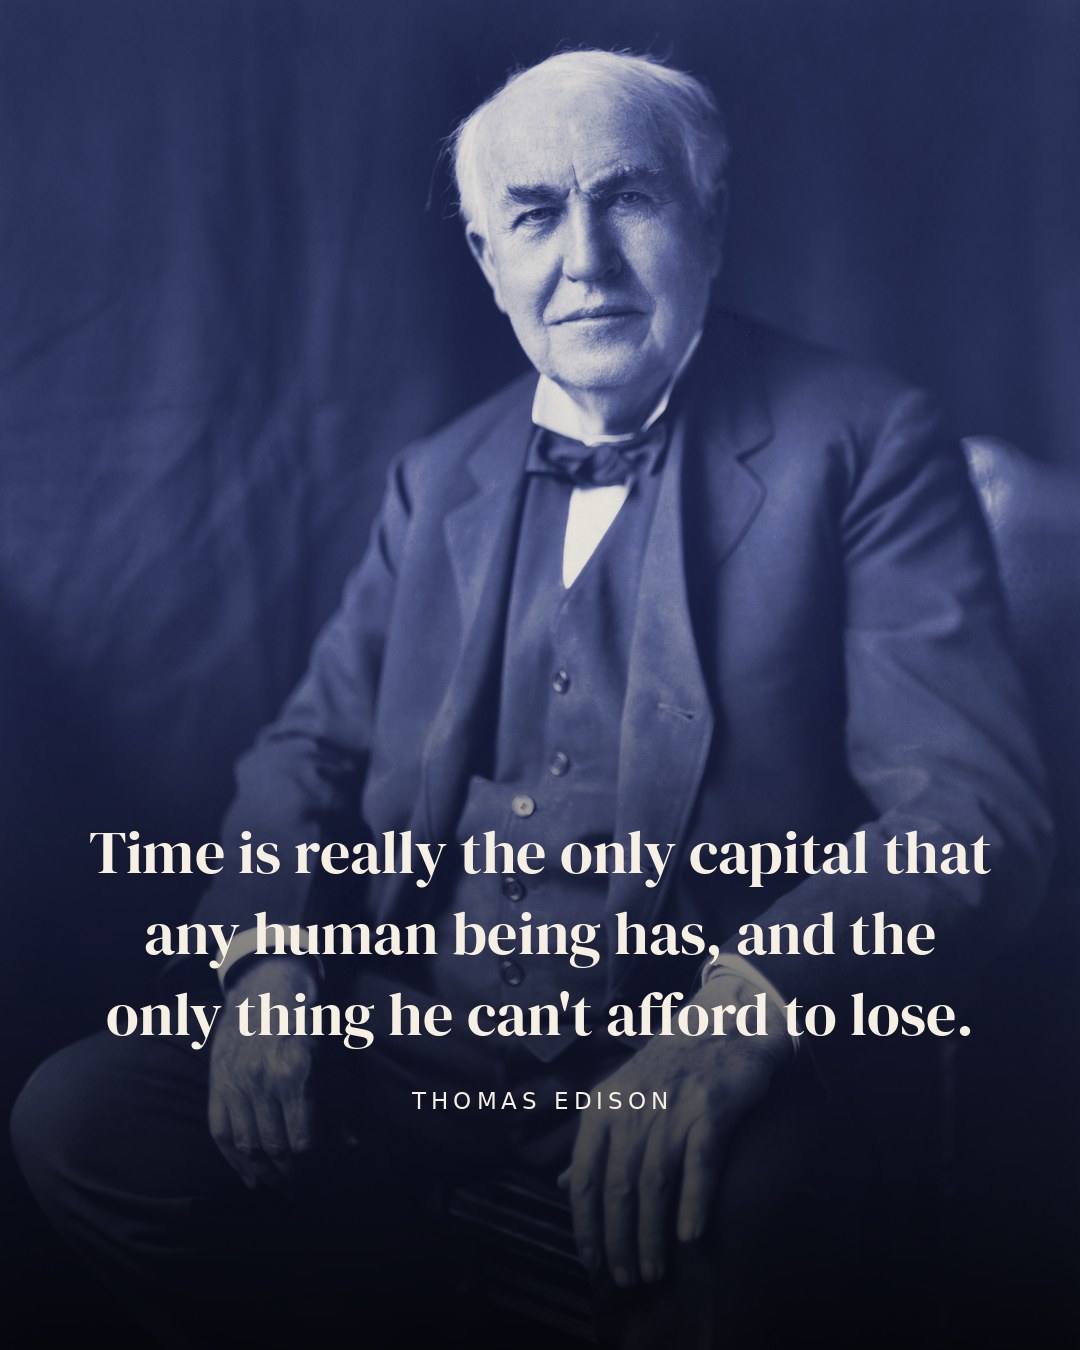 Time is really the only capital that
any human being has, and the
only thing he can't afford to lose.
THOMAS EDISON